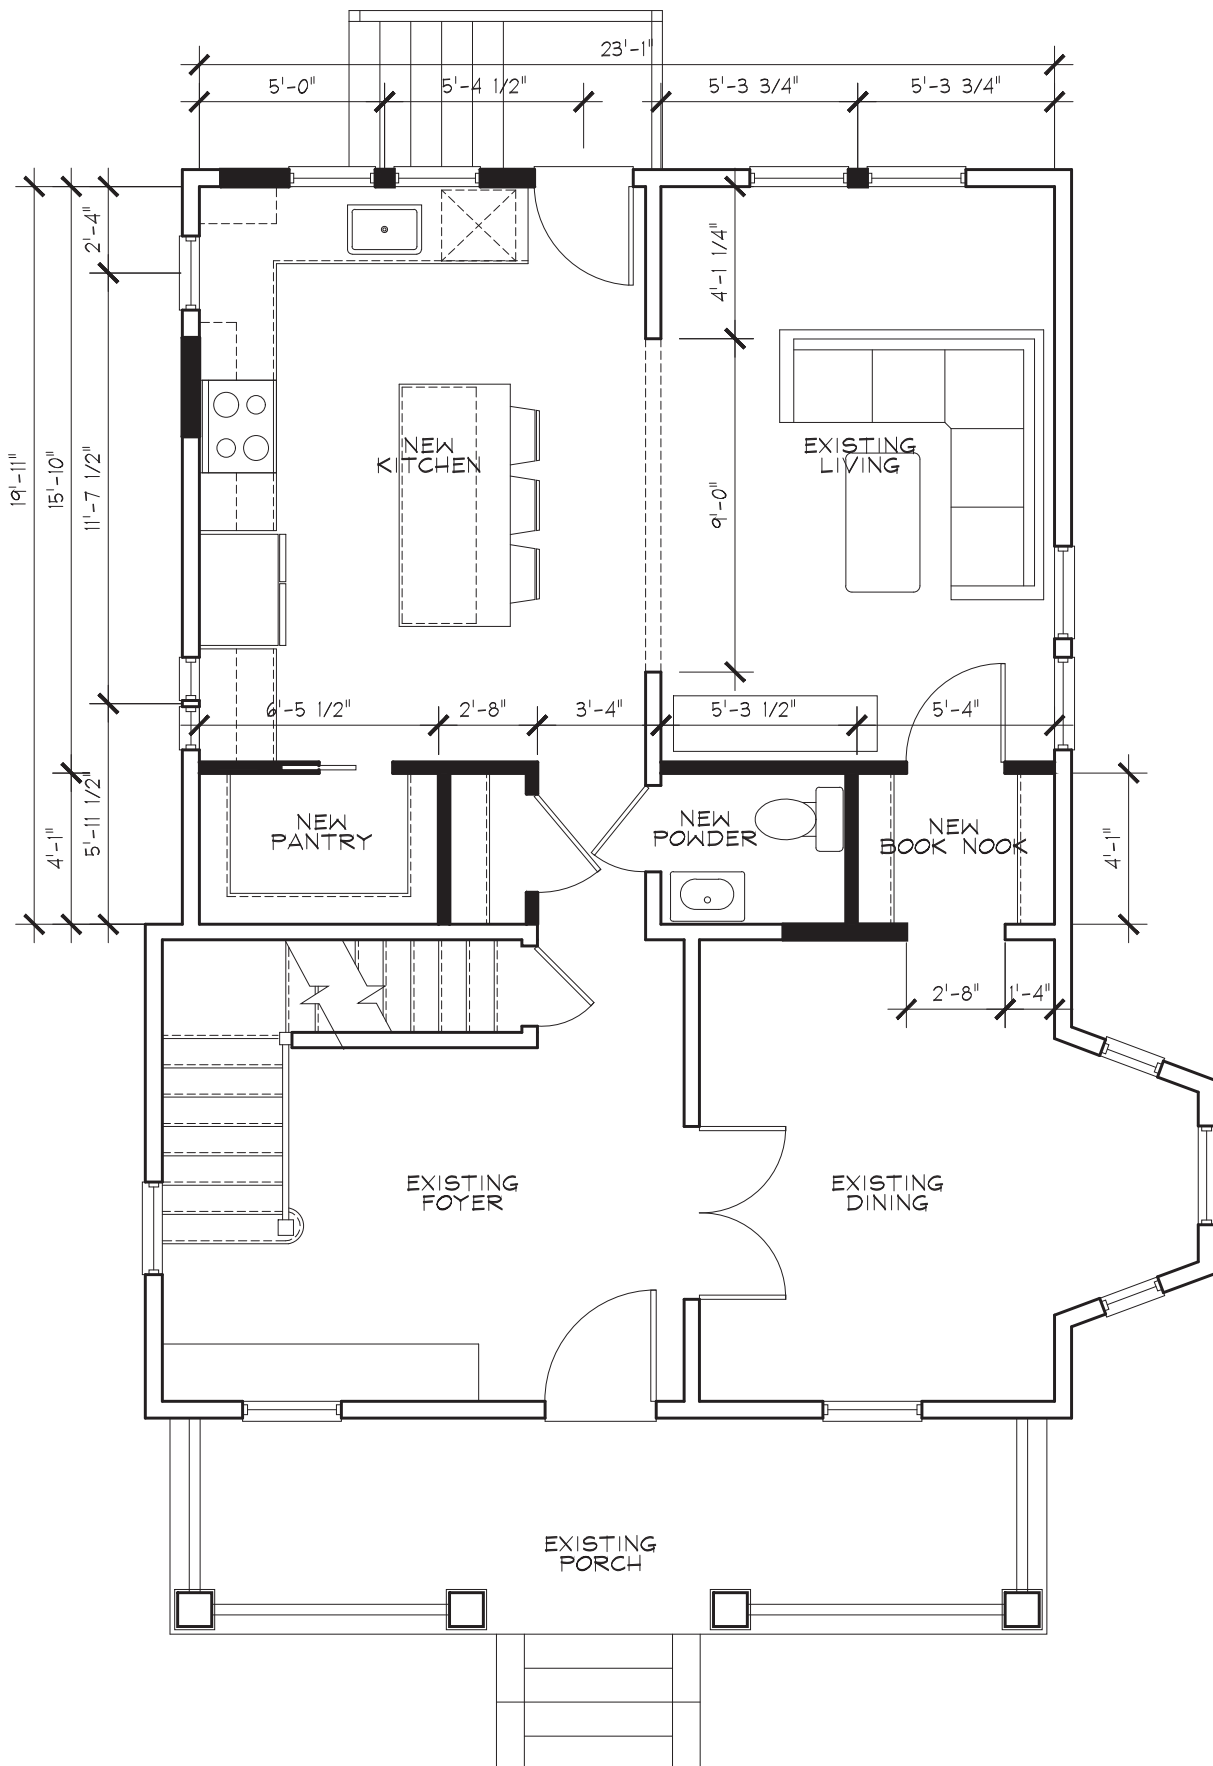 23'-1"
5'-0"
5'-4 1/2"
5'-3 3/4"
5'-3 3/4"
2'-4"
4'-1 1/4"
19'-11"
15'-10"
11'-7 1/2"
9'-0"
NEW
KITCHEN
EXISTING
LIVING
6'-5 1/2"
2'-8"
3'-4"
5'-3 1/2"
5'-4"
4'-1"
5'-11 1/2"
NEW
PANTRY
NEW
POWDER
NEW
BOOK NOOK
4'-1"
2'-8"
1'-4"
EXISTING
FOYER
EXISTING
DINING
EXISTING
PORCH